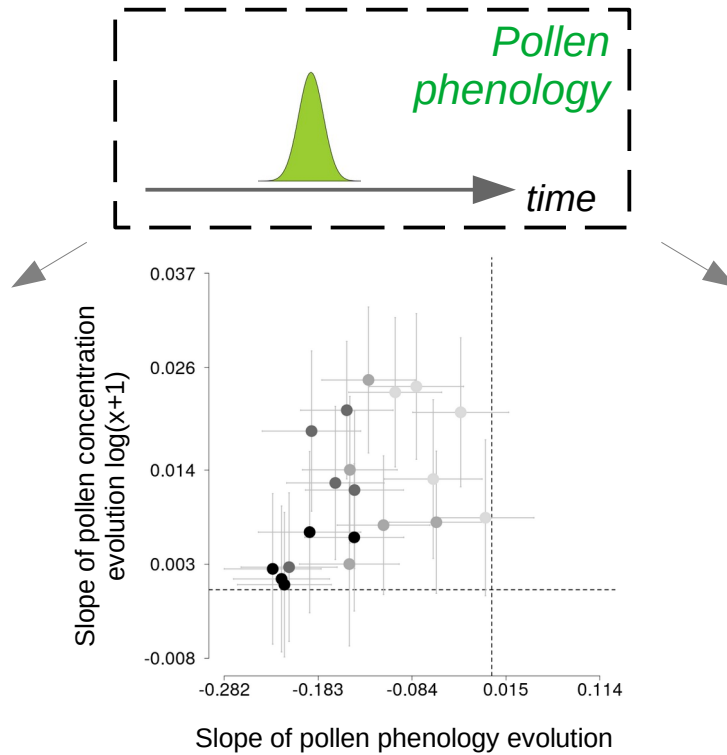 Pollen
phenology
time
Slope of pollen concentration
evolution log(x+1)
0.037
0.026
0.014
0.003
-0.008
-0.282
-0.183
-0.084
0.015
0.114
Slope of pollen phenology evolution